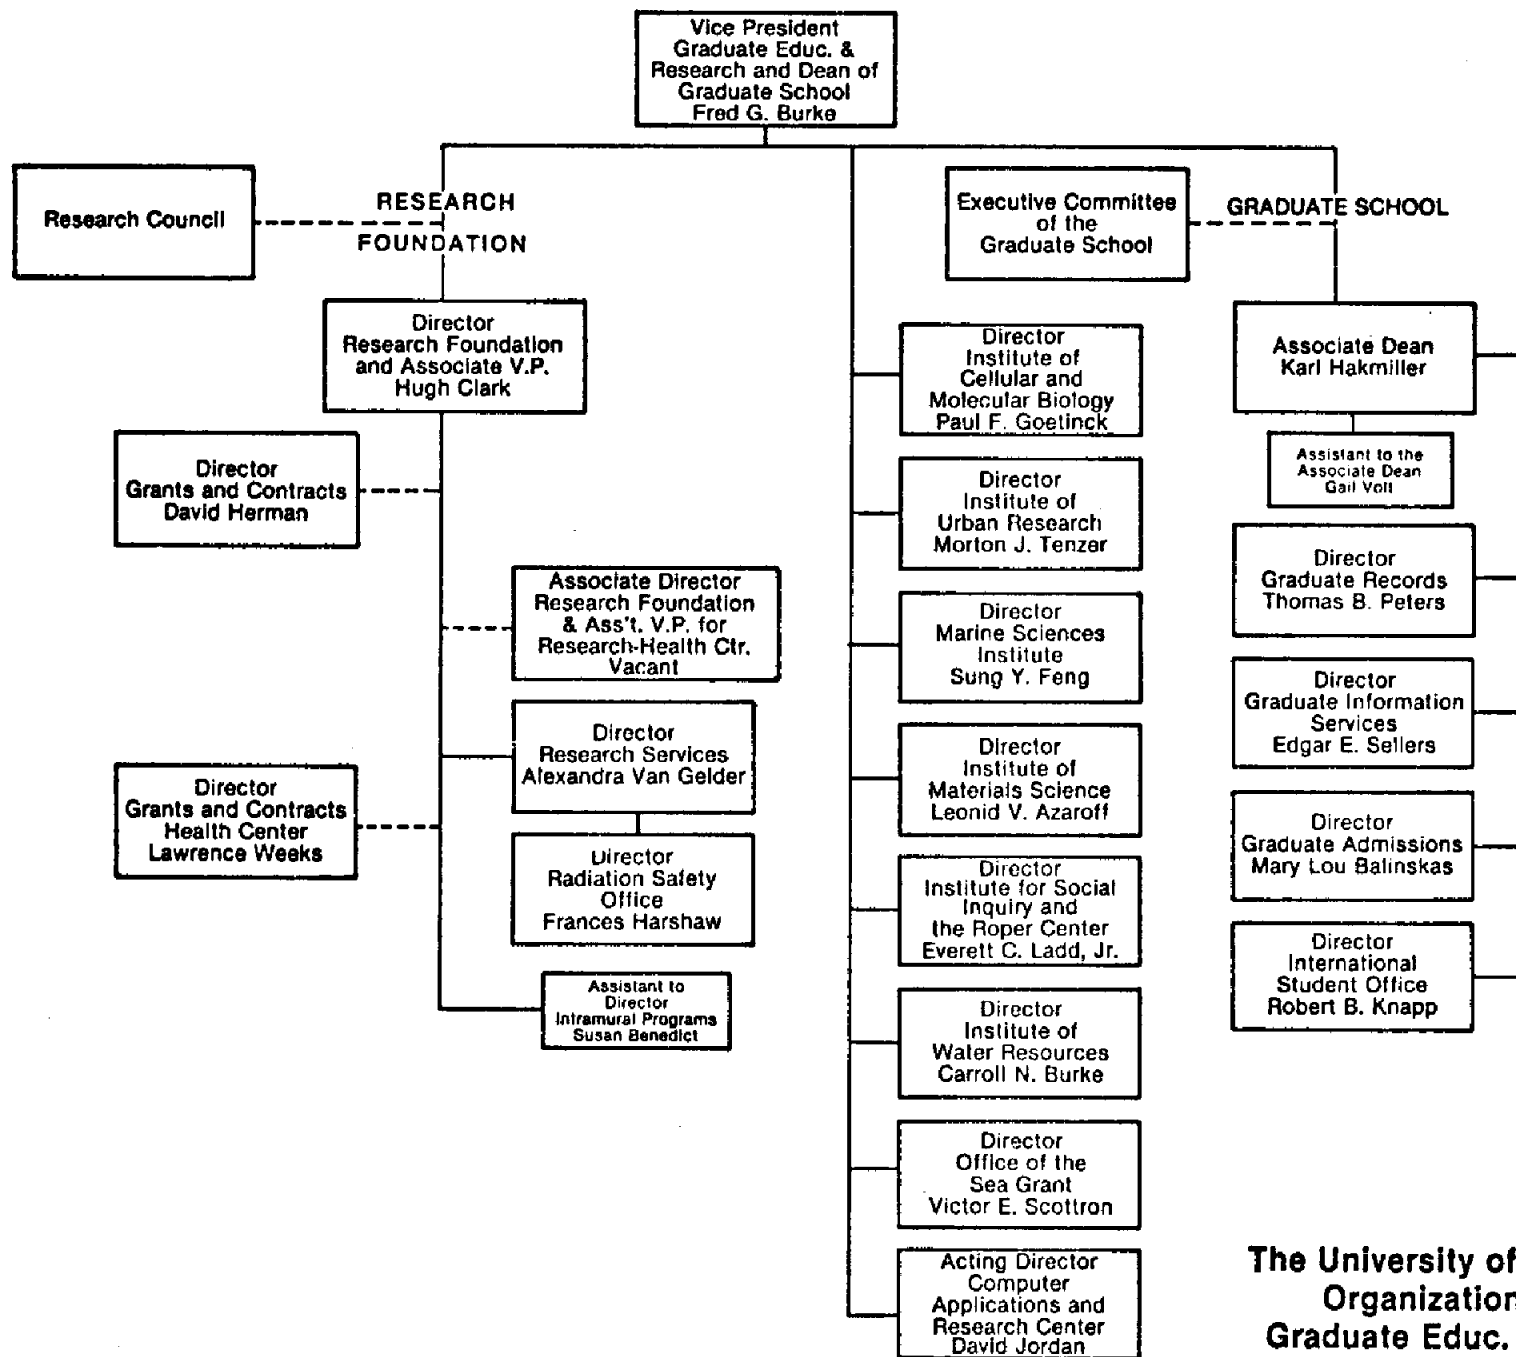 Vice President
Graduate Educ. &
Research and Dean of
Graduate School
Fred G. Burke
Research Council
RESEARCH
FOUNDATION
Executive Committee
of the
Graduate School
GRADUATE SCHOOL
Director
Research Foundation
and Associate V.P.
Hugh Clark
Director
Grants and Contracts
David Herman
Associate Director
Research Foundation
& Ass't. V.P. for
Research-Health Ctr.
Vacant
Director
Research Services
Alexandra Van Gelder
Director
Grants and Contracts
Health Center
Lawrence Weeks
Director
Radiation Safety
Office
Frances Harshaw
Assistant to
Director
Intramural Programs
Susan Benedict
Director
Institute of
Cellular and
Molecular Biology
Paul F. Goetinck
Director
Institute of
Urban Research
Morton J. Tenzer
Director
Marine Sciences
Institute
Sung Y. Feng
Director
Institute of
Materials Science
Leonid V. Azaroff
Director
Institute for Social
Inquiry and
the Roper Center
Everett C. Ladd, Jr.
Director
Institute of
Water Resources
Carroll N. Burke
Director
Office of the
Sea Grant
Victor E. Scottron
Acting Director
Computer
Applications and
Research Center
David Jordan
Associate Dean
Karl Hakmiller
Assistant to the
Associate Dean
Gail Voll
Director
Graduate Records
Thomas B. Peters
Director
Graduate Information
Services
Edgar E. Sellers
Director
Graduate Admissions
Mary Lou Balinskas
Director
International
Student Office
Robert B. Knapp
The University of
Organization
Graduate Educ.